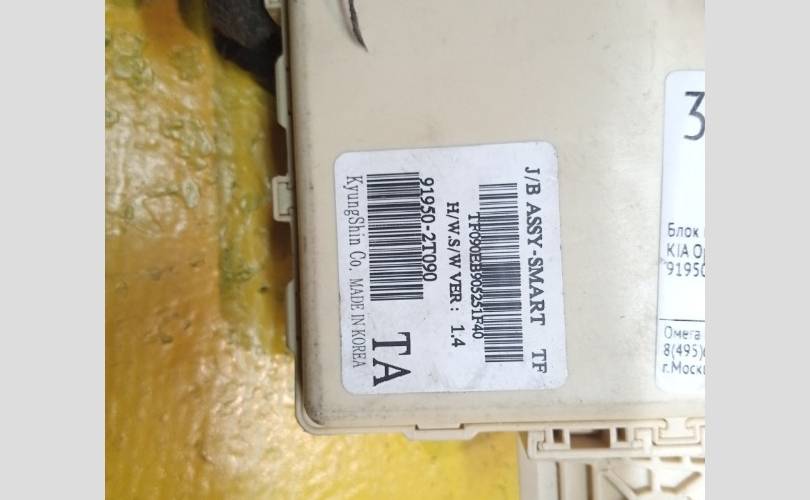 J/B ASSY-SMART TF
TF090EB905251F40
H/W.S/W VER : 1.4
91950-2T090
TA
KyungShin Co. MADE IN KOREA
3
Блок
KIA
91950
Омега
8(495)
г.Моск